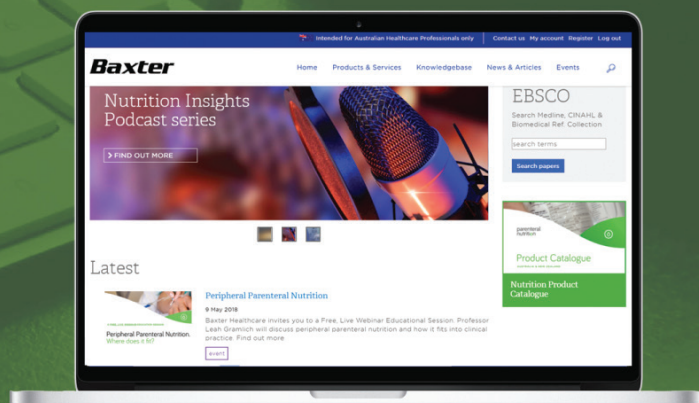 Intended for Australian Healthcare Professionals only
Contact us My account Register Log out
Baxter
Home Products & Services Knowledgebase News & Articles Events
Nutrition Insights
Podcast series
> FIND OUT MORE
EBSCO
Search Medline, CINAHL &
Biomedical Ref. Collection
search terms
Search papers
parenteral
nutrition
Product Catalogue
Nutrition Product
Catalogue
Latest
Peripheral Parenteral Nutrition.
Where does it fit?
Peripheral Parenteral Nutrition
9 May 2018
Baxter Healthcare invites you to a Free, Live Webinar Educational Session. Professor
Leah Gramlich will discuss peripheral parenteral nutrition and how it fits into clinical
practice. Find out more
event